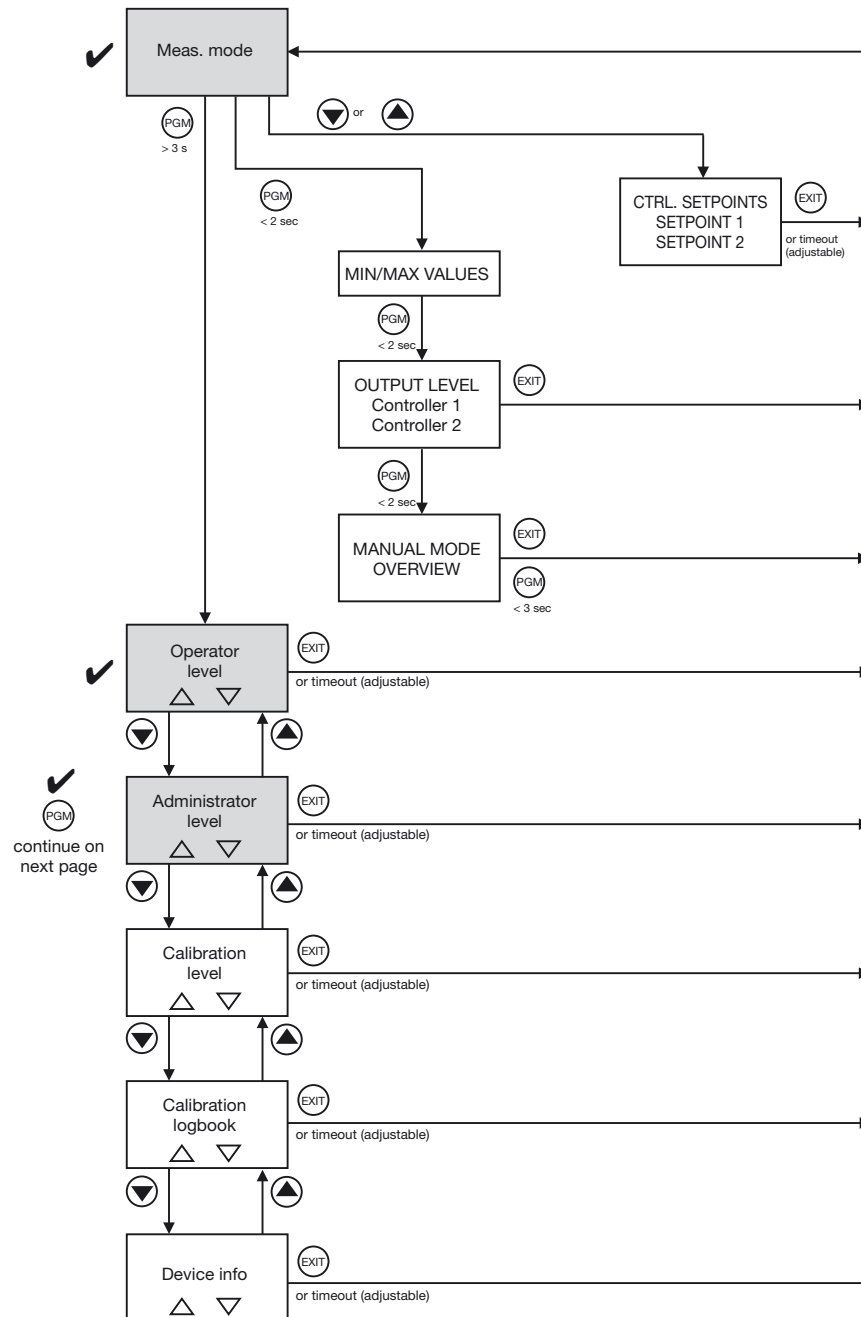 Meas. mode
PGM
> 3 s
or
PGM
< 2 sec
CTRL. SETPOINTS
SETPOINT 1
SETPOINT 2
EXIT
or timeout
(adjustable)
MIN/MAX VALUES
PGM
< 2 sec
OUTPUT LEVEL
Controller 1
Controller 2
EXIT
PGM
< 2 sec
MANUAL MODE
OVERVIEW
EXIT
PGM
< 3 sec
Operator
level
EXIT
or timeout (adjustable)
PGM
continue on
next page
Administrator
level
EXIT
or timeout (adjustable)
Calibration
level
EXIT
or timeout (adjustable)
Calibration
logbook
EXIT
or timeout (adjustable)
Device info
EXIT
or timeout (adjustable)